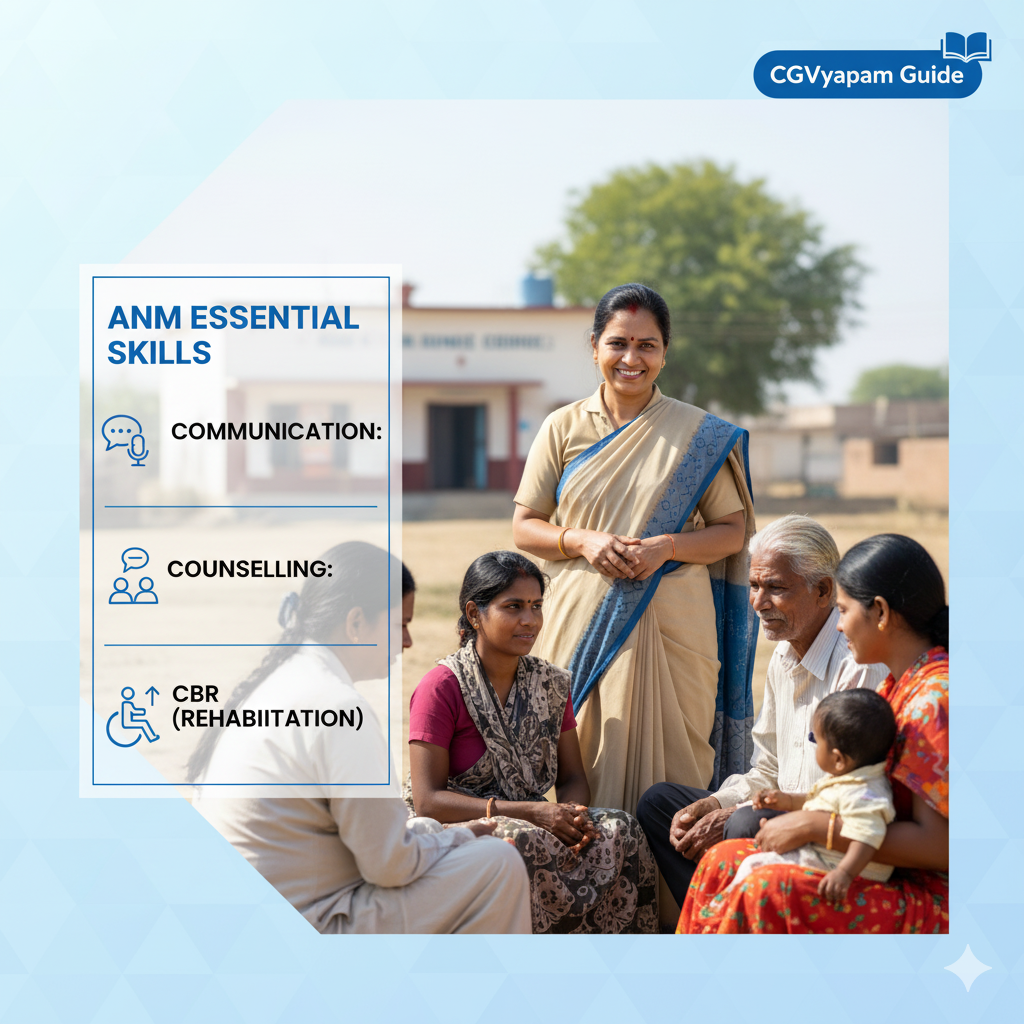 CGVyapam Guide
ANM ESSENTIAL
SKILLS
COMMUNICATION:
COUNSELLING:
CBR
(REHABIITATION)